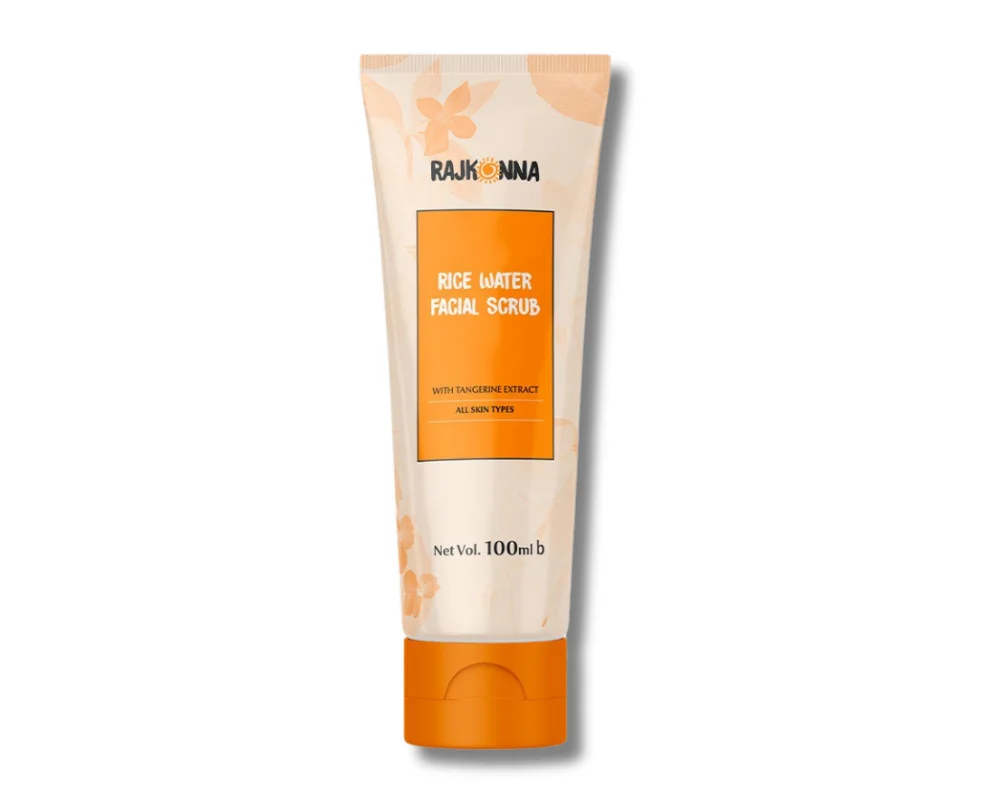 RAJKONNA
RICE WATER
FACIAL SCRUB
WITH TANGERINE EXTRACT
ALL SKIN TYPES
Net Vol. 100ml b